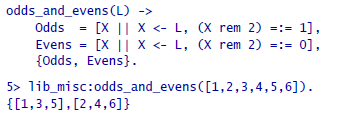 odds_and_evens(L) ->
    Odds  = [X || X <- L, (X rem 2) =:= 1],
    Evens = [X || X <- L, (X rem 2) =:= 0],
    {Odds, Evens}.
5> lib_misc:odds_and_evens([1,2,3,4,5,6]).
{[1,3,5],[2,4,6]}